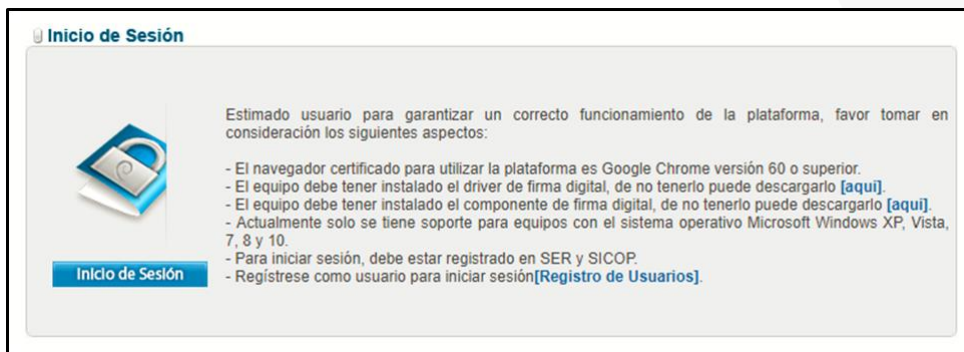 Inicio de Sesión
Estimado usuario para garantizar un correcto funcionamiento de la plataforma, favor tomar en
consideración los siguientes aspectos:
- El navegador certificado para utilizar la plataforma es Google Chrome versión 60 o superior.
- El equipo debe tener instalado el driver de firma digital, de no tenerlo puede descargarlo [aquí].
- El equipo debe tener instalado el componente de firma digital, de no tenerlo puede descargarlo [aquí].
- Actualmente solo se tiene soporte para equipos con el sistema operativo Microsoft Windows XP, Vista,
7, 8 y 10.
- Para iniciar sesión, debe estar registrado en SER y SICOP.
- Regístrese como usuario para iniciar sesión[Registro de Usuarios].
Inicio de Sesión